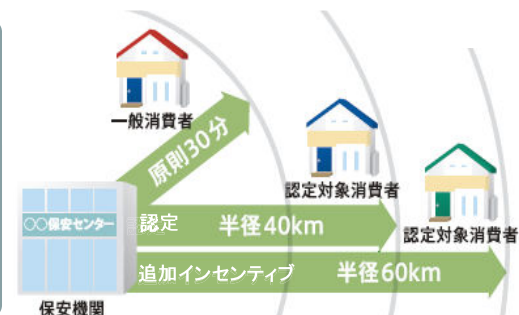 一般消費者
原則30分
認定対象消費者
○○保安センター
認定 半径40km
認定対象消費者
追加インセンティブ 半径60km
保安機関